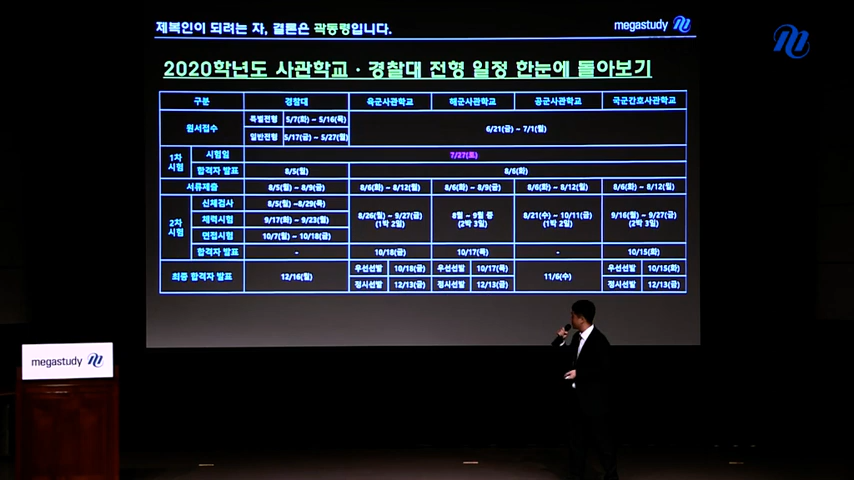 제복인이 되려는 자, 결론은 곽동령입니다.
megastudy
2020학년도 사관학교 · 경찰대 전형 일정 한눈에 돌아보기
구분 경찰대 육군사관학교 해군사관학교 공군사관학교 국군간호사관학교
원서접수 특별전형 5/7(화) ~ 5/16(목) 6/21(금) ~ 7/1(월)
일반전형 5/17(금) ~ 5/27(월)
1차 시험 시험일 7/27(토)
합격자 발표 8/5(월) 8/6(화)
서류제출 8/5(월) ~ 8/9(금) 8/6(화) ~ 8/12(월) 8/6(화) ~ 8/9(금) 8/6(화) ~ 8/12(월) 8/6(화) ~ 8/12(월)
2차 시험 신체검사 8/5(월) ~8/29(목) 8/26(월) ~ 9/27(금) (1박 2일) 8월 ~ 9월 중 (2박 3일) 8/21(수) ~ 10/11(금) (1박 2일) 9/16(월) ~ 9/27(금) (2박 3일)
체력시험 9/17(화) ~ 9/23(월)
면접시험 10/7(월) ~ 10/18(금)
합격자 발표 - 10/18(금) 10/17(목) - 10/15(화)
최종 합격자 발표 12/16(월) 우선선발 10/18(금) 우선선발 10/17(목) 11/6(수) 우선선발 10/15(화)
정시선발 12/13(금) 정시선발 12/13(금) 정시선발 12/13(금)
megastudy